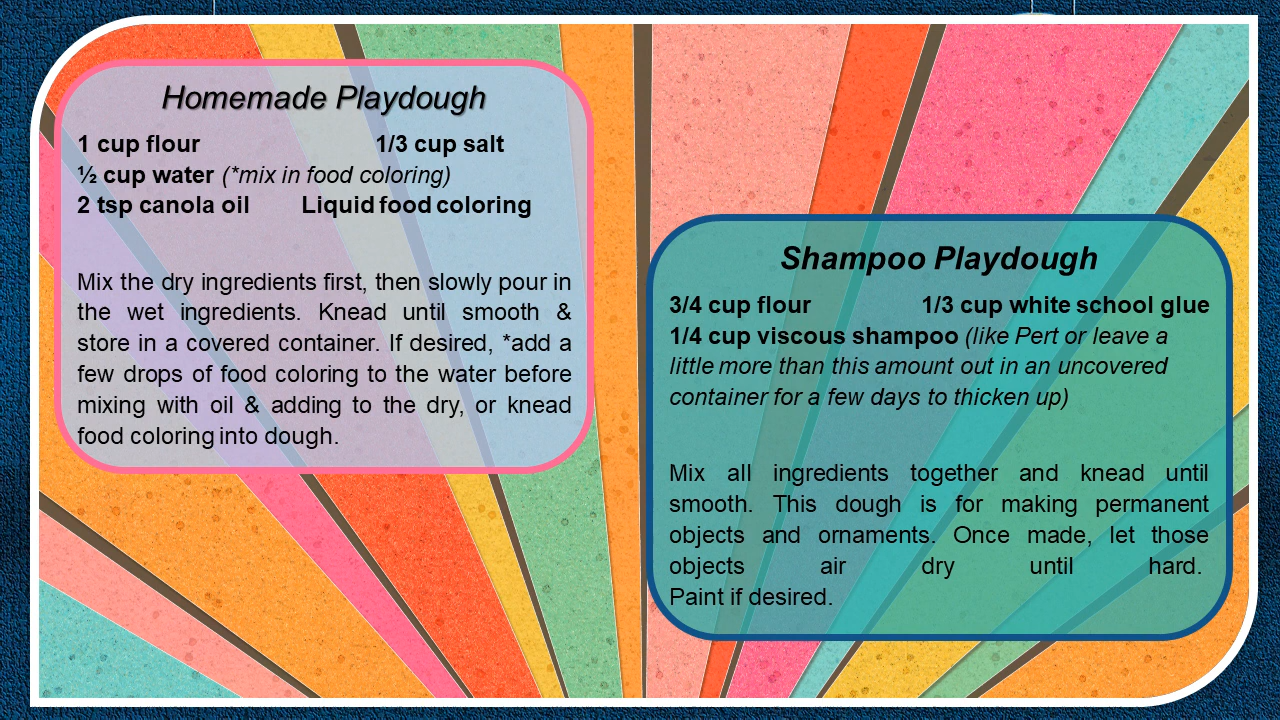 Homemade Playdough
1 cup flour 1/3 cup salt
½ cup water (*mix in food coloring)
2 tsp canola oil Liquid food coloring
Mix the dry ingredients first, then slowly pour in
the wet ingredients. Knead until smooth &
store in a covered container. If desired, *add a
few drops of food coloring to the water before
mixing with oil & adding to the dry, or knead
food coloring into dough.
Shampoo Playdough
3/4 cup flour 1/3 cup white school glue
1/4 cup viscous shampoo (like Pert or leave a
little more than this amount out in an uncovered
container for a few days to thicken up)
Mix all ingredients together and knead until
smooth. This dough is for making permanent
objects and ornaments. Once made, let those
objects air dry until hard.
Paint if desired.